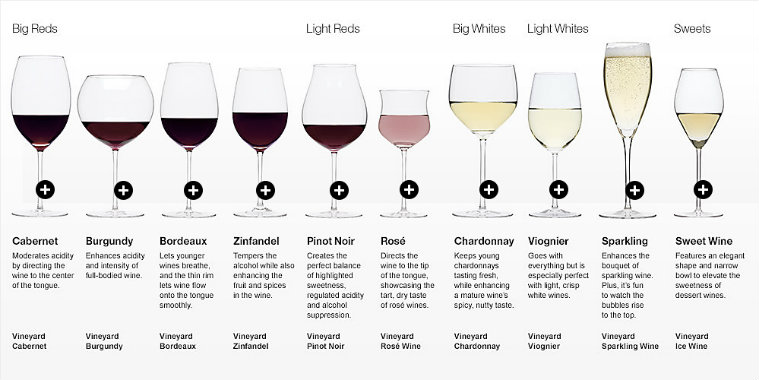 Big Reds
Light Reds
Big Whites
Light Whites
Sweets
Cabernet
Moderates acidity
by directing the
wine to the center
of the tongue.
Vineyard
Cabernet
Burgundy
Enhances acidity
and intensity of
full-bodied wine.
Vineyard
Burgundy
Bordeaux
Lets younger
wines breathe,
and the thin rim
lets wine flow
onto the tongue
smoothly.
Vineyard
Bordeaux
Zinfandel
Tempers the
alcohol while also
enhancing the
fruit and spices
in the wine.
Vineyard
Zinfandel
Pinot Noir
Creates the
perfect balance
of highlighted
sweetness,
regulated acidity
and alcohol
suppression.
Vineyard
Pinot Noir
Rosé
Directs the
wine to the tip
of the tongue,
showcasing the
tart, dry taste
of rosé wines.
Vineyard
Rosé Wine
Chardonnay
Keeps young
chardonnays
tasting fresh,
while enhancing
a mature wine's
spicy, nutty taste.
Vineyard
Chardonnay
Viognier
Goes with
everything but is
especially perfect
with light, crisp
white wines.
Vineyard
Viognier
Sparkling
Enhances the
bouquet of
sparkling wine.
Plus, it's fun
to watch the
bubbles rise
to the top.
Vineyard
Sparkling Wine
Sweet Wine
Features an elegant
shape and narrow
bowl to elevate the
sweetness of
dessert wines.
Vineyard
Ice Wine